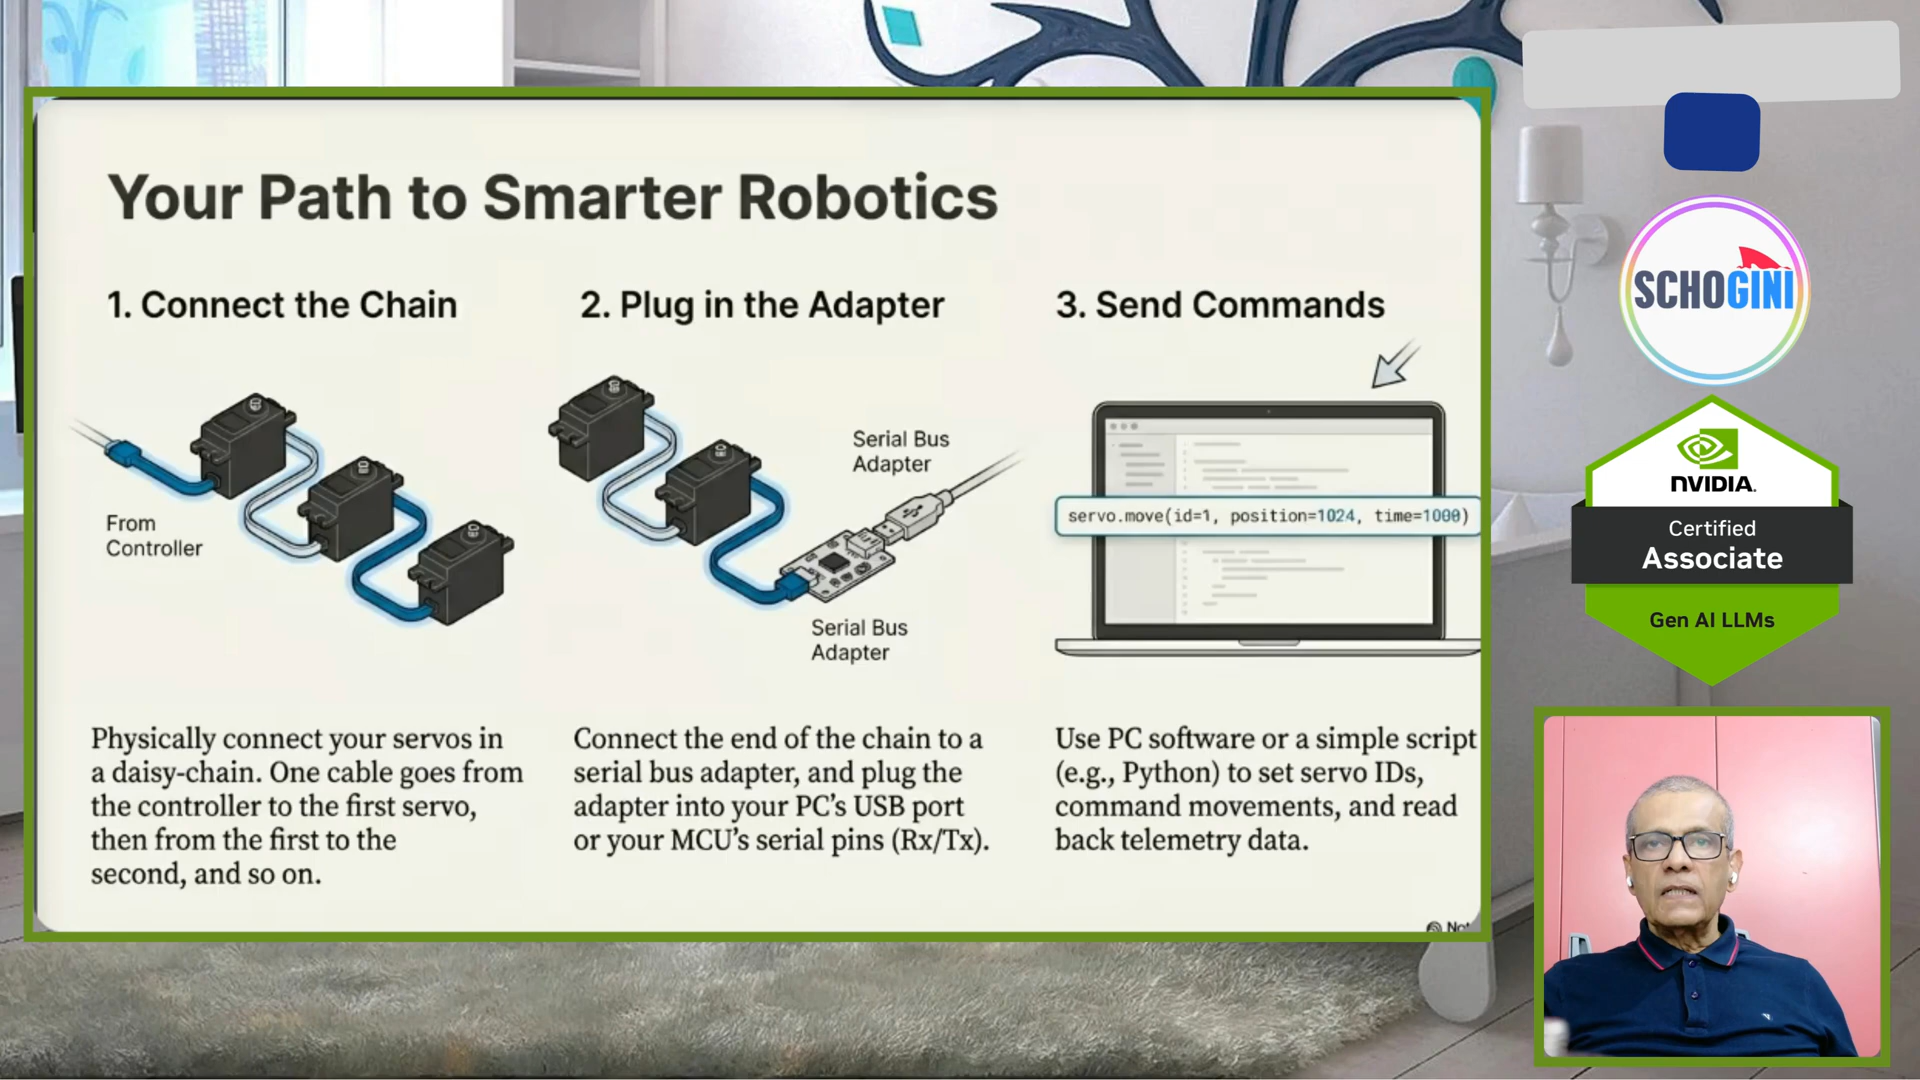 Your Path to Smarter Robotics
1. Connect the Chain
From
Controller
Physically connect your servos in
a daisy-chain. One cable goes from
the controller to the first servo,
then from the first to the
second, and so on.
2. Plug in the Adapter
Serial Bus
Adapter
Serial Bus
Adapter
Connect the end of the chain to a
serial bus adapter, and plug the
adapter into your PC's USB port
or your MCU's serial pins (Rx/Tx).
3. Send Commands
servo.move(id=1, position=1024, time=1000)
Use PC software or a simple script
(e.g., Python) to set servo IDs,
command movements, and read
back telemetry data.
SCHOGINI
NVIDIA.
Certified
Associate
Gen AI LLMs